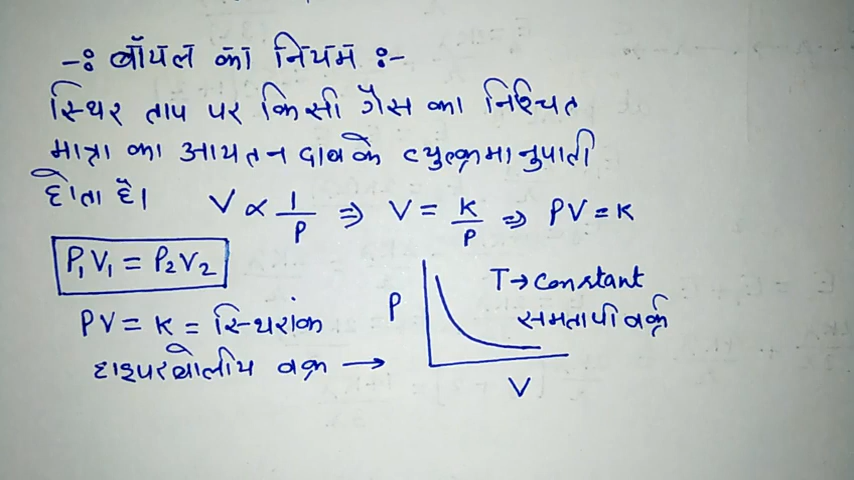 -: बॉयल का नियम :-
स्थिर ताप पर किसी गैस का निश्चित
मात्रा का आयतन दाब के व्युत्क्रमानुपाती
होता है। V ∝ 1/P ⇒ V = K/P ⇒ PV = K
P₁V₁ = P₂V₂
PV = K = स्थिरांक
हाइपरबोलीय वक्र →
P
T → constant
समतापी वक्र
V